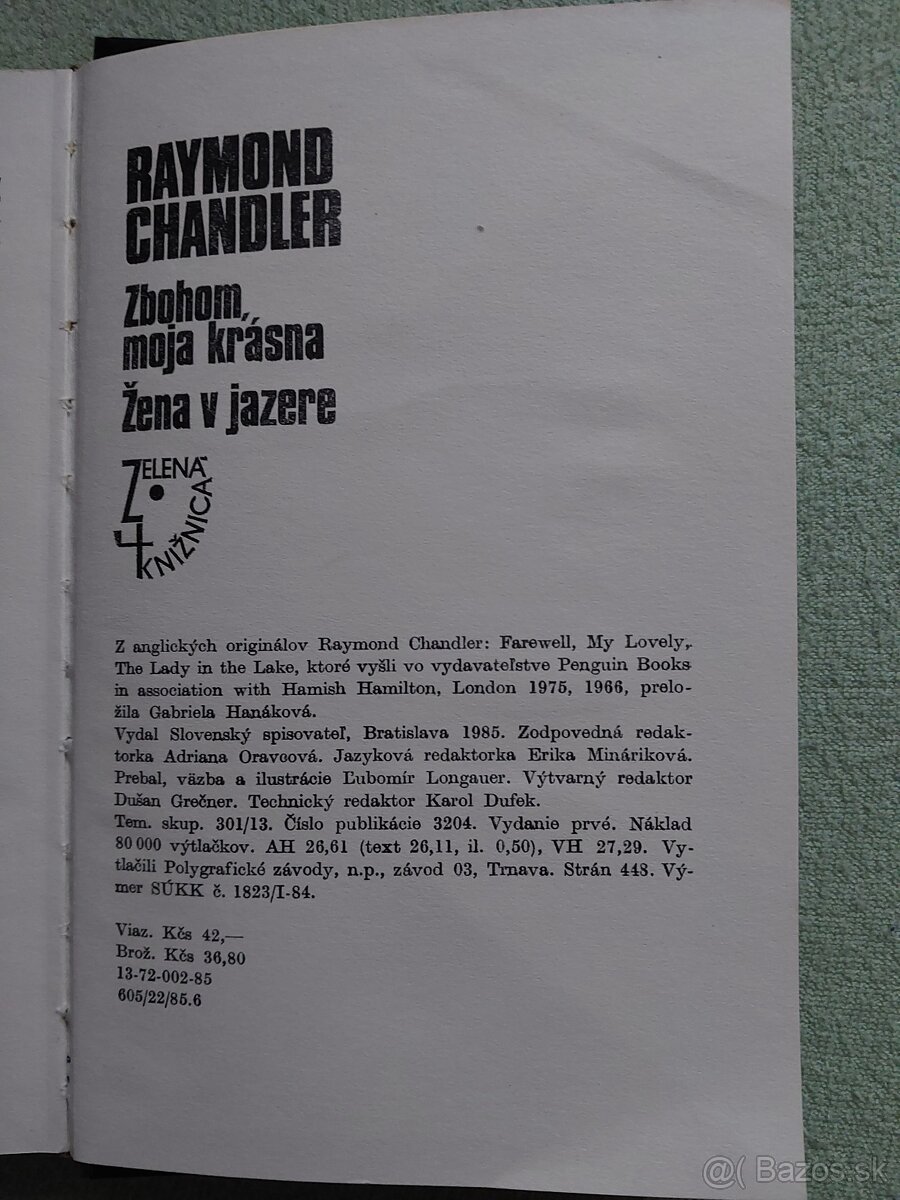 RAYMOND
CHANDLER
Zbohom,
moja krásna
Žena v jazere
ZELENÁ
KNIŽNICA
4
Z anglických originálov Raymond Chandler: Farewell, My Lovely,
The Lady in the Lake, ktoré vyšli vo vydavateľstve Penguin Books
in association with Hamish Hamilton, London 1975, 1966, prelo-
žila Gabriela Hanáková.
Vydal Slovenský spisovateľ, Bratislava 1985. Zodpovedná redak-
torka Adriana Oravcová. Jazyková redaktorka Erika Mináriková.
Prebal, väzba a ilustrácie Ľubomír Longauer. Výtvarný redaktor
Dušan Grečner. Technický redaktor Karol Dufek.
Tem. skup. 301/13. Číslo publikácie 3204. Vydanie prvé. Náklad
80 000 výtlačkov. AH 26,61 (text 26,11, il. 0,50), VH 27,29. Vy-
tlačili Polygrafické závody, n.p., závod 03, Trnava. Strán 448. Vý-
mer SÚKK č. 1823/I-84.
Viaz. Kčs 42,—
Brož. Kčs 36,80
13-72-002-85
605/22/85.6
@( Bazos.sk